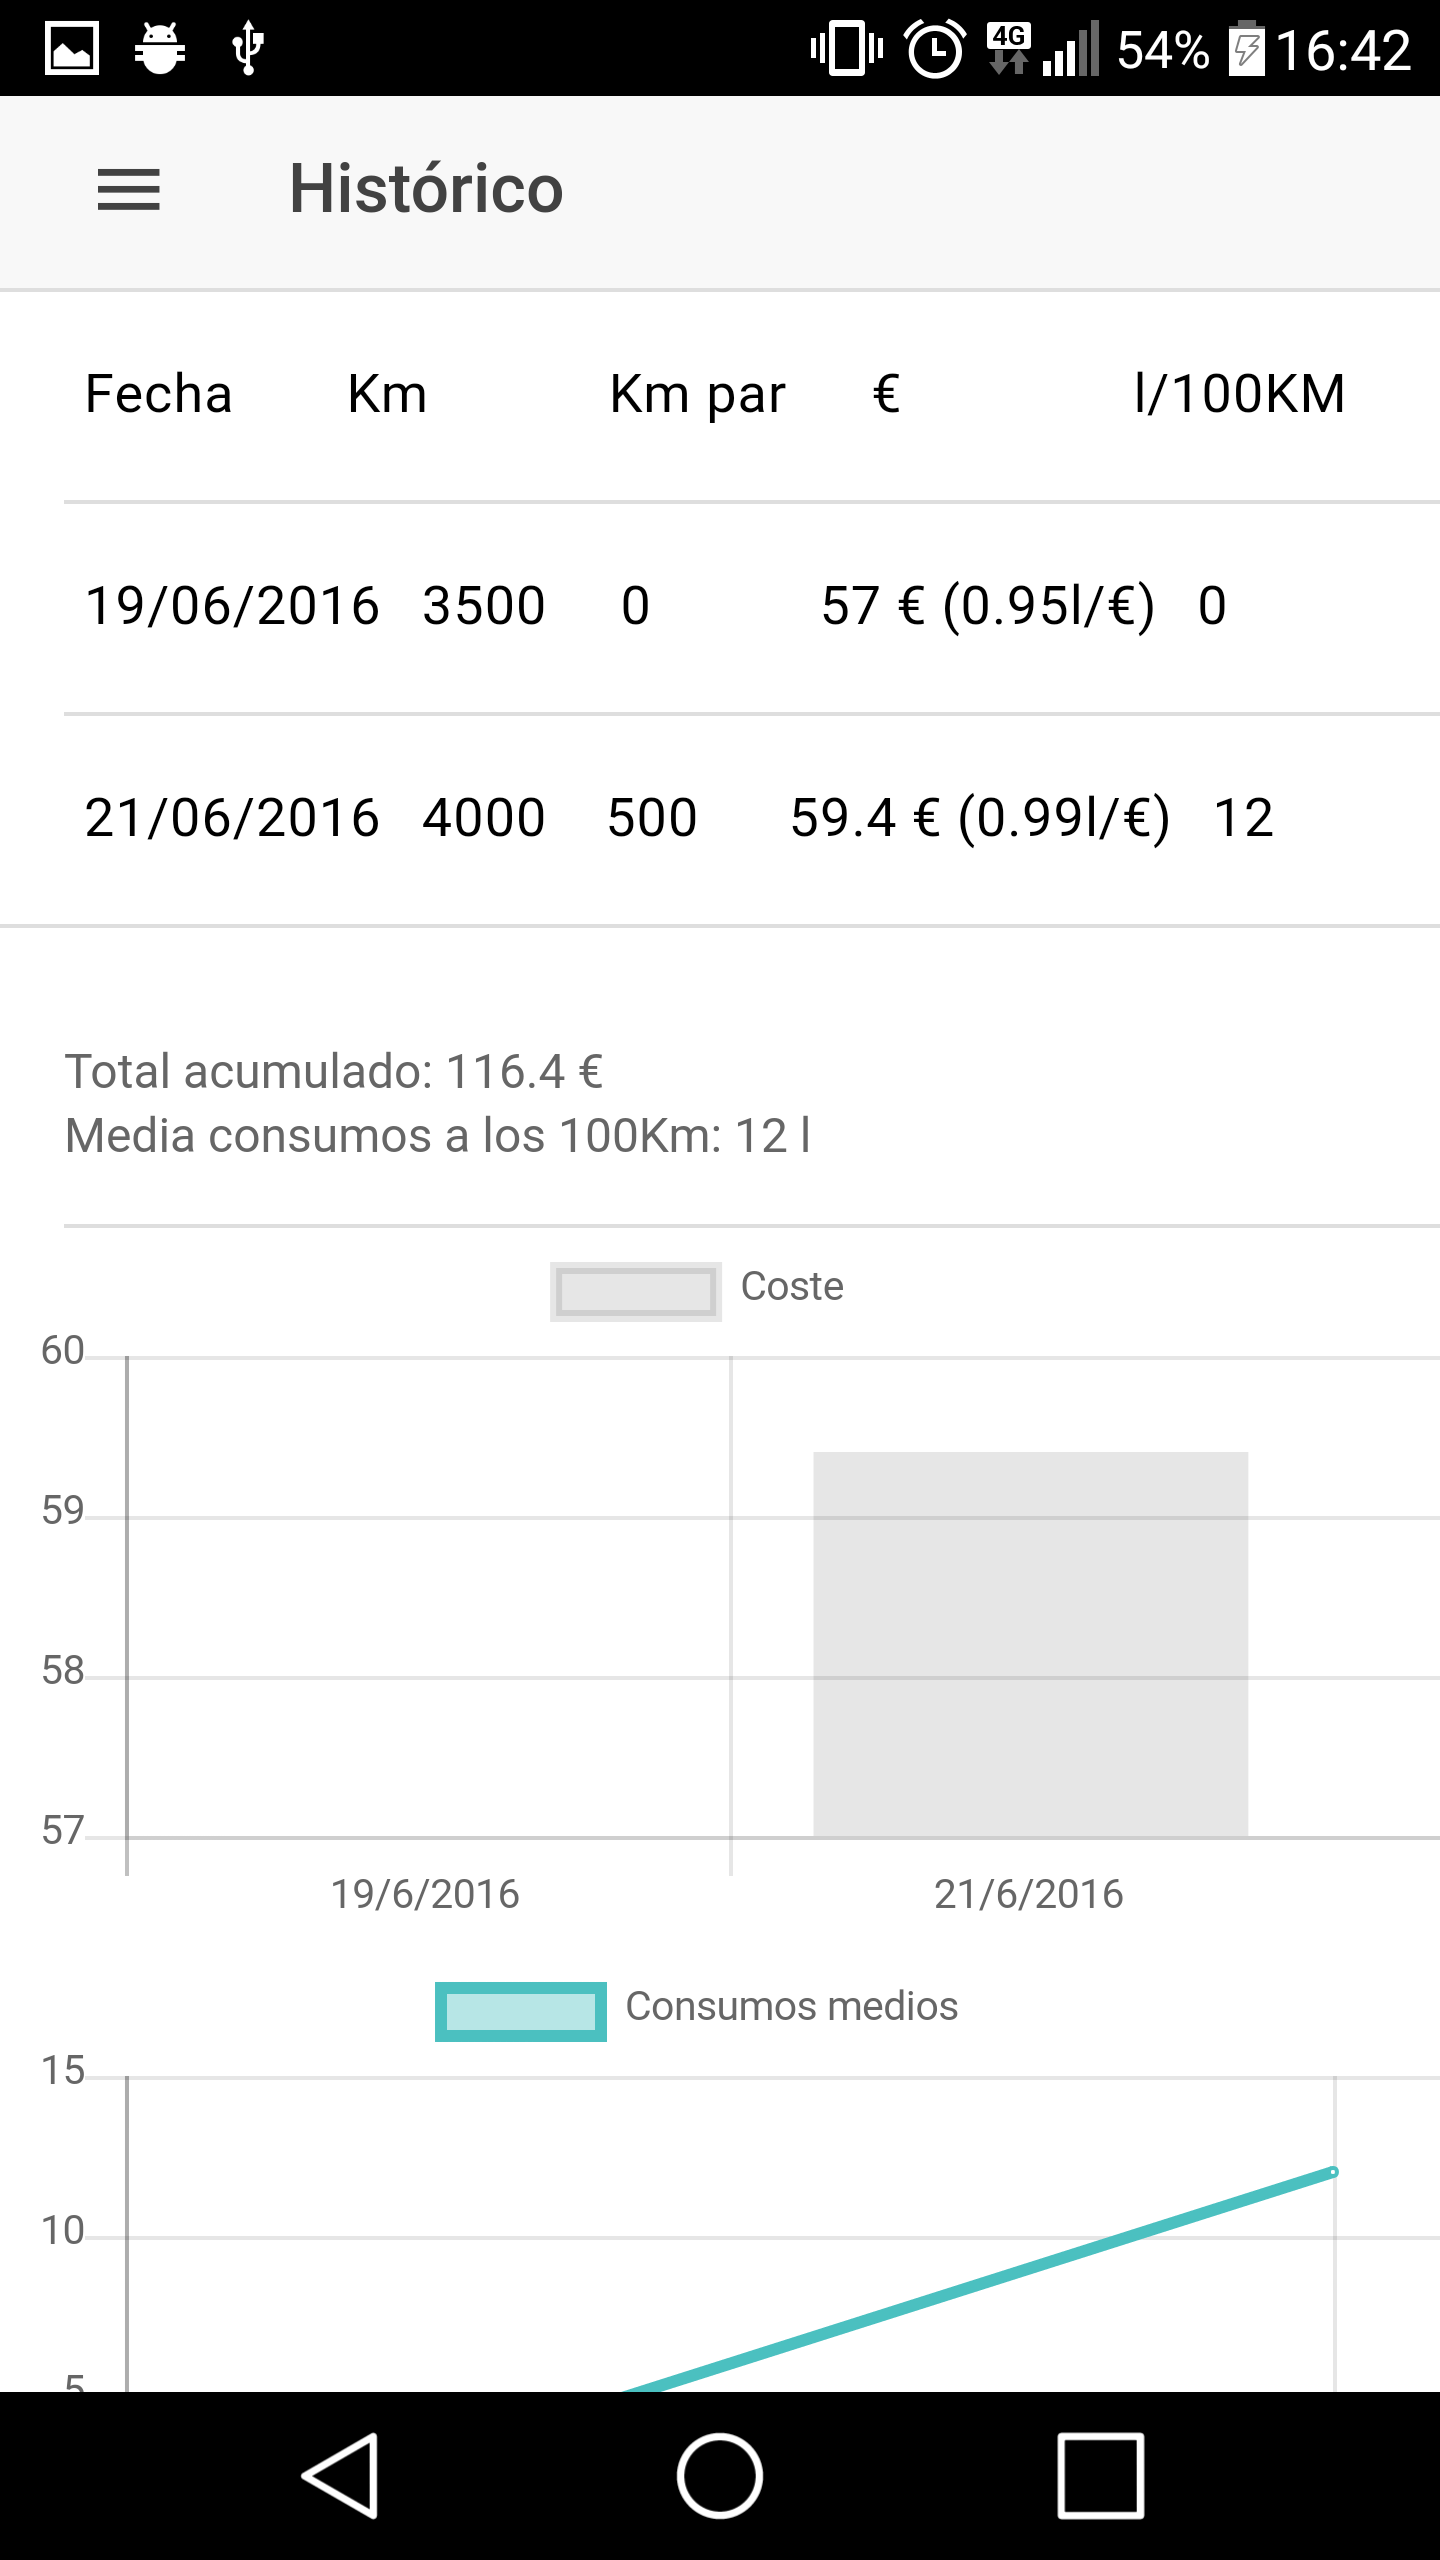 4G 54% 16:42
Histórico
Fecha Km Km par € l/100KM
19/06/2016 3500 0 57 € (0.95l/€) 0
21/06/2016 4000 500 59.4 € (0.99l/€) 12
Total acumulado: 116.4 €
Media consumos a los 100Km: 12 l
Coste
60
59
58
57
19/6/2016 21/6/2016
Consumos medios
15
10
5